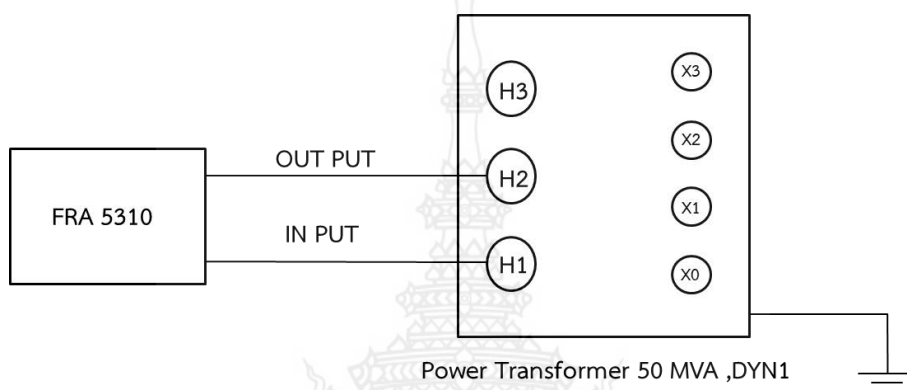 H3
X3
X2
OUT PUT
H2
FRA 5310
X1
IN PUT
H1
X0
Power Transformer 50 MVA ,DYN1